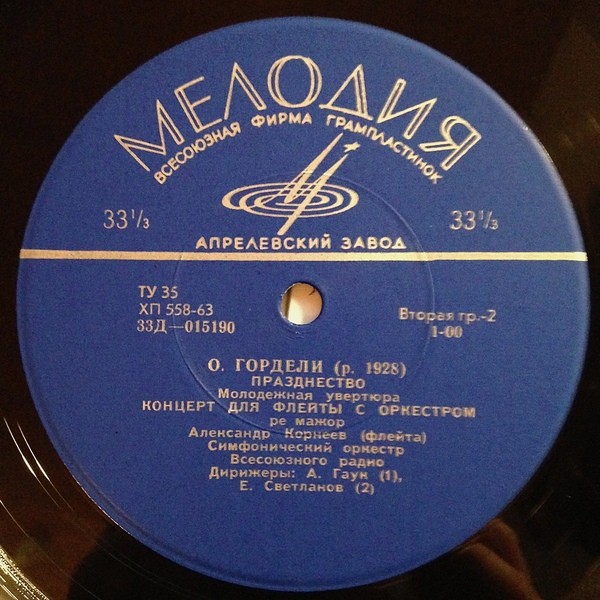 МЕЛОДИЯ
ВСЕСОЮЗНАЯ ФИРМА ГРАМПЛАСТИНОК
33⅓ 33⅓
АПРЕЛЕВСКИЙ ЗАВОД
ТУ 35
ХП 558-63
33Д—015190
Вторая гр.-2
1-00
О. ГОРДЕЛИ (р. 1928)
ПРАЗДНЕСТВО
Молодежная увертюра
КОНЦЕРТ ДЛЯ ФЛЕЙТЫ С ОРКЕСТРОМ
ре мажор
Александр Корнеев (флейта)
Симфонический оркестр
Всесоюзного радио
Дирижеры: А. Гаук (1),
Е. Светланов (2)